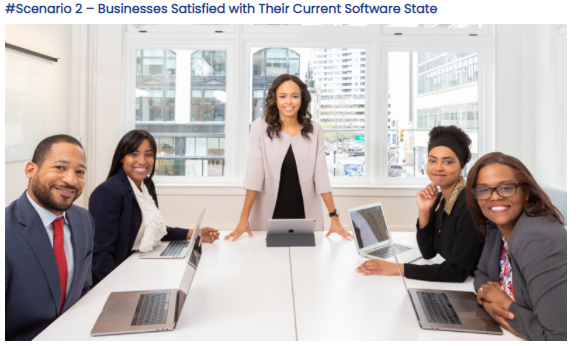 #Scenario 2 – Businesses Satisfied with Their Current Software State